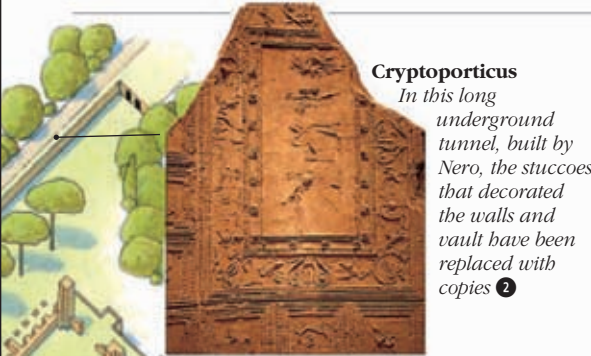 Cryptoporticus
In this long
underground
tunnel, built by
Nero, the stuccoes
that decorated
the walls and
vault have been
replaced with
copies 2